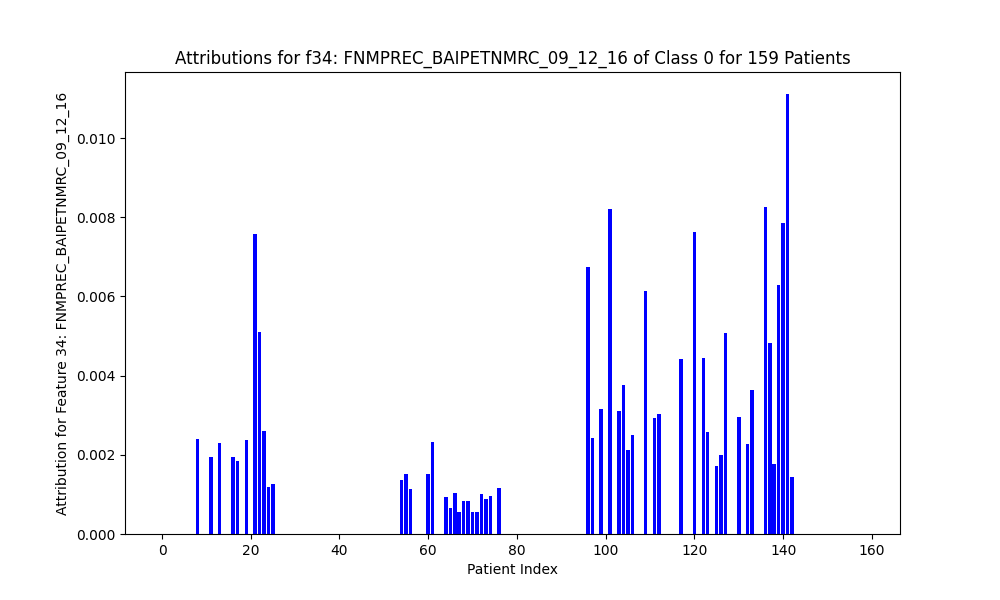 Attributions for f34: FNMPREC_BAIPETNMRC_09_12_16 of Class 0 for 159 Patients
Attribution for Feature 34: FNMPREC_BAIPETNMRC_09_12_16
0.010
0.008
0.006
0.004
0.002
0.000
0 20 40 60 80 100 120 140 160
Patient Index